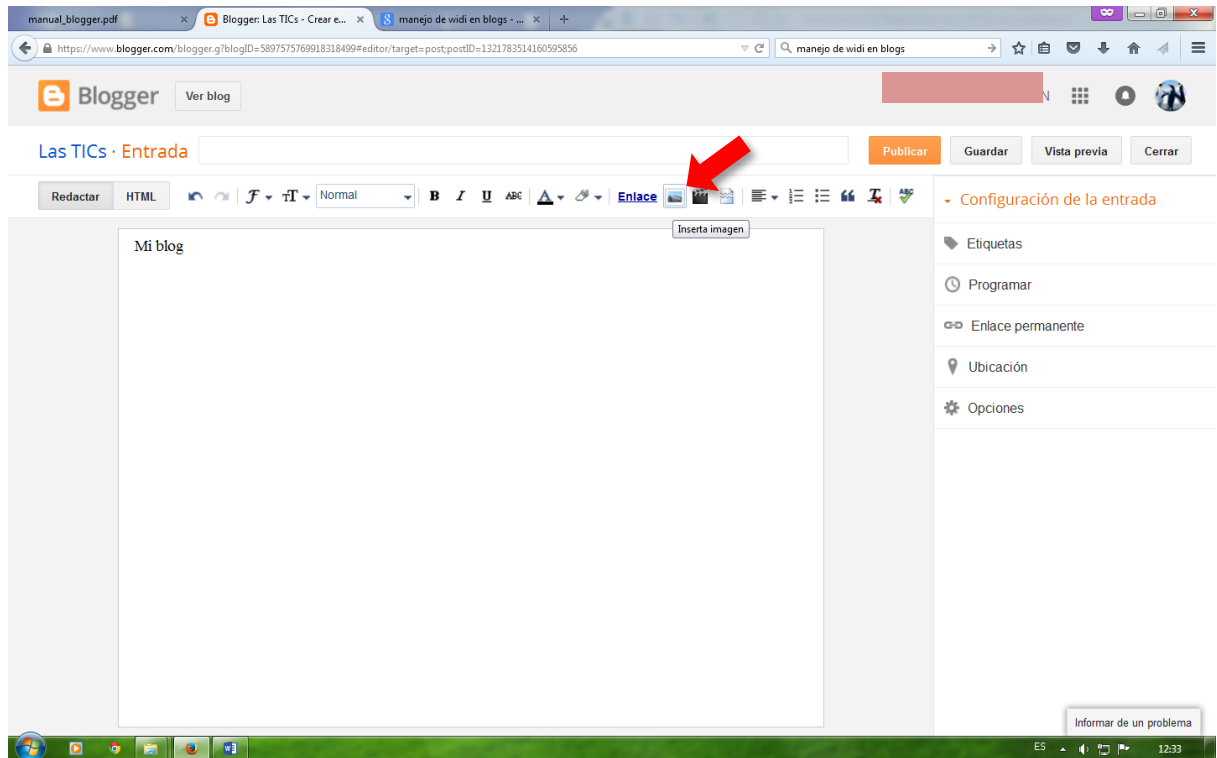 manual_blogger.pdf × Blogger: Las TICs - Crear e... × 8 manejo de widi en blogs - ... × +
https://www.blogger.com/blogger.g?blogID=5897575769918318499#editor/target=post;postID=1321783514160595856 manejo de widi en blogs
Blogger Ver blog N
Las TICs · Entrada Publicar Guardar Vista previa Cerrar
Redactar HTML F T Normal B I U ABC A Enlace T ABC
Inserta imagen
Configuración de la entrada
Mi blog
Etiquetas
Programar
Enlace permanente
Ubicación
Opciones
Informar de un problema
ES 12:33